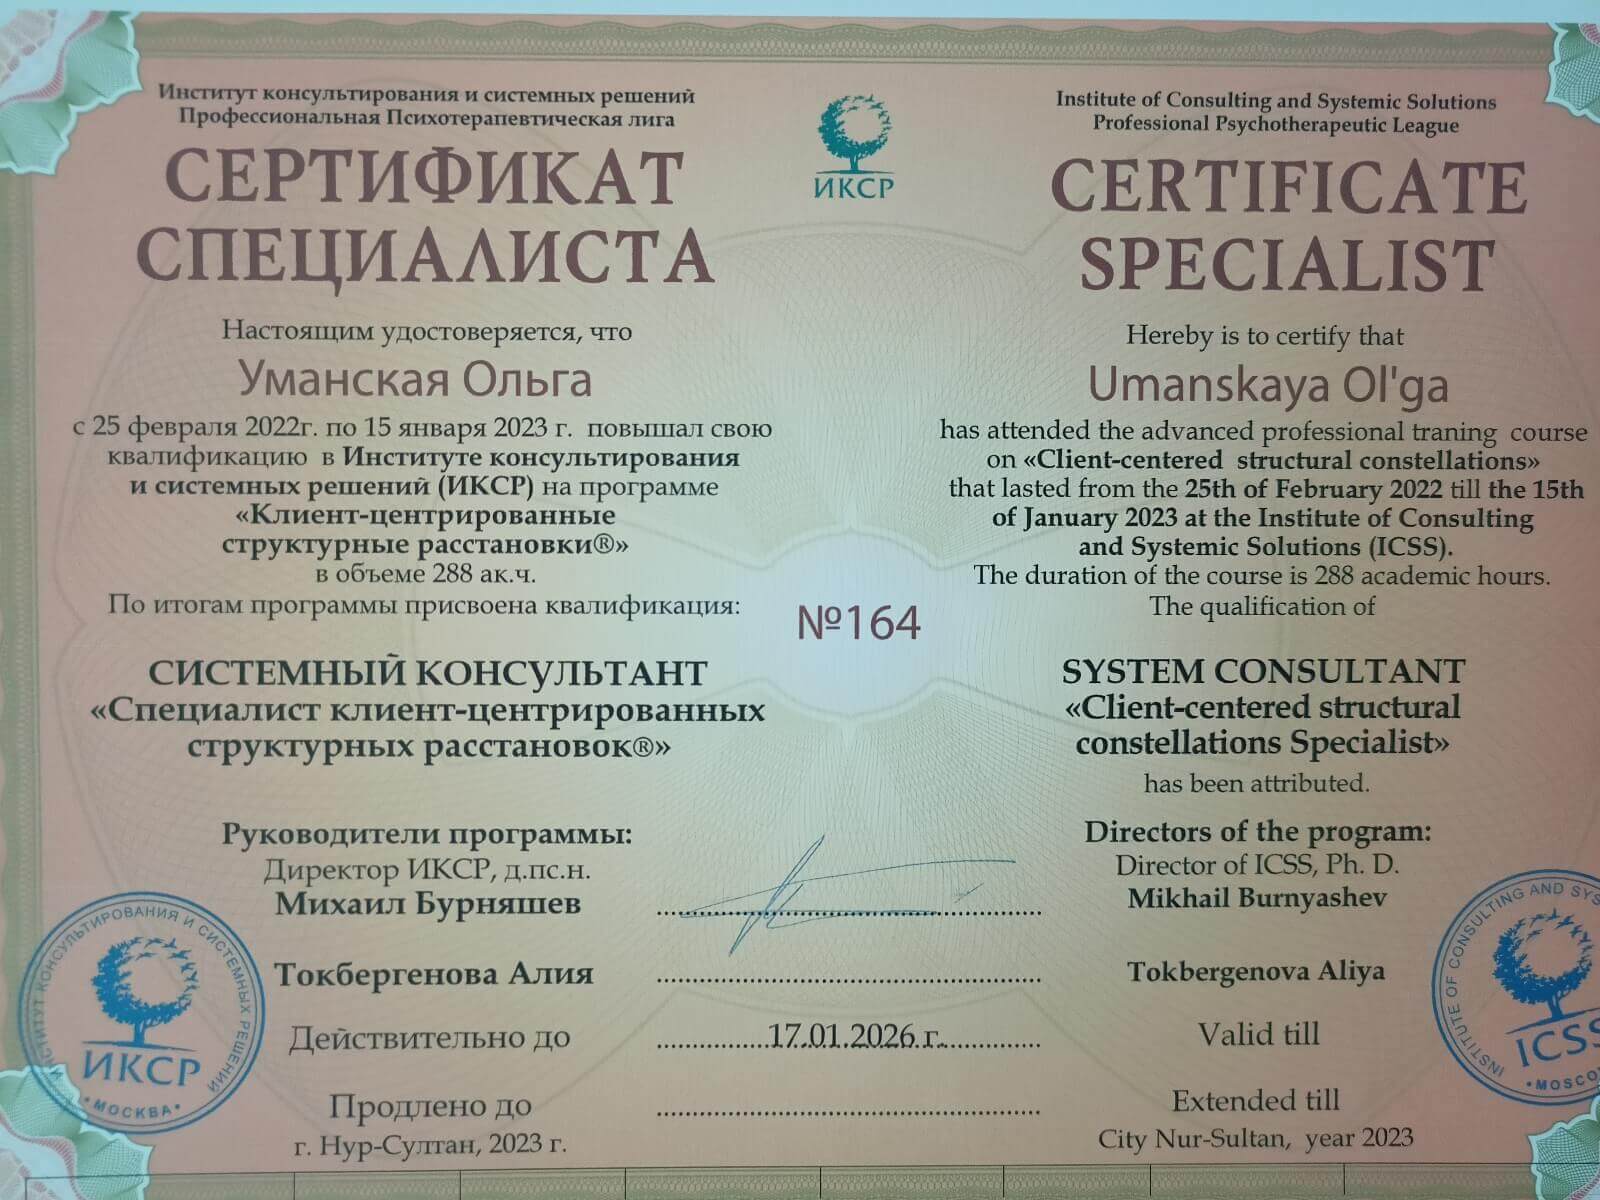 Институт консультирования и системных решений
Профессиональная Психотерапевтическая лига
СЕРТИФИКАТ
СПЕЦИАЛИСТА
Настоящим удостоверяется, что
Уманская Ольга
с 25 февраля 2022г. по 15 января 2023 г. повышал свою
квалификацию в Институте консультирования
и системных решений (ИКСР) на программе
«Клиент-центрированные
структурные расстановки®»
в объеме 288 ак.ч.
По итогам программы присвоена квалификация:
СИСТЕМНЫЙ КОНСУЛЬТАНТ
«Специалист клиент-центрированных
структурных расстановок®»
Руководители программы:
Директор ИКСР, д.пс.н.
Михаил Бурняшев
Токбергенова Алия
Действительно до
Продлено до
г. Нур-Султан, 2023 г.
ИНСТИТУТ КОНСУЛЬТИРОВАНИЯ И СИСТЕМНЫХ РЕШЕНИЙ
ИКСР
• МОСКВА •
ИКСР
№164
17.01.2026 г.
Institute of Consulting and Systemic Solutions
Professional Psychotherapeutic League
CERTIFICATE
SPECIALIST
Hereby is to certify that
Umanskaya Ol'ga
has attended the advanced professional traning course
on «Client-centered structural constellations»
that lasted from the 25th of February 2022 till the 15th
of January 2023 at the Institute of Consulting
and Systemic Solutions (ICSS).
The duration of the course is 288 academic hours.
The qualification of
SYSTEM CONSULTANT
«Client-centered structural
constellations Specialist»
has been attributed.
Directors of the program:
Director of ICSS, Ph. D.
Mikhail Burnyashev
Tokbergenova Aliya
Valid till
Extended till
City Nur-Sultan, year 2023
INSTITUTE OF CONSULTING AND
ICSS